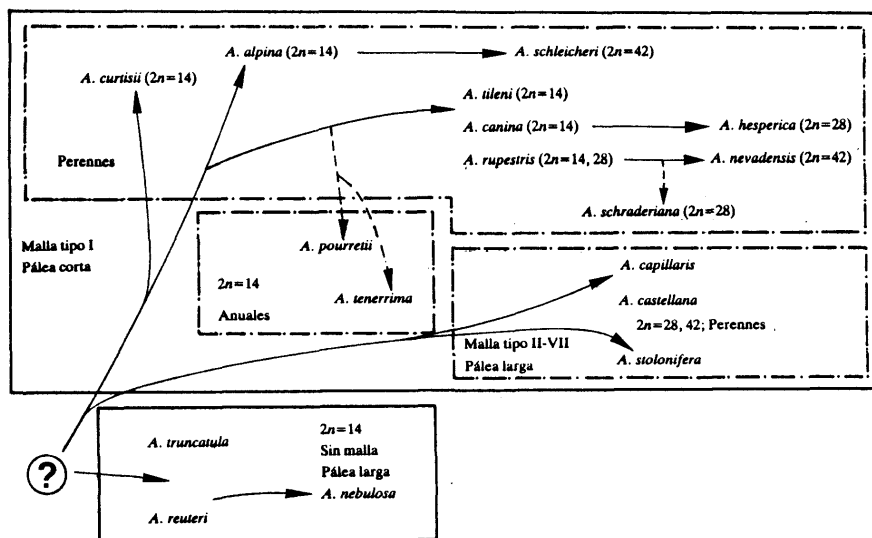 A. alpina (2n=14) A. schleicheri (2n=42)
A. curtisii (2n=14)
A. tileni (2n=14)
A. canina (2n=14) A. hesperica (2n=28)
Perennes A. rupestris (2n=14, 28) A. nevadensis (2n=42)
A. schraderiana (2n=28)
Malla tipo I
Pálea corta
A. pourretii
2n=14
A. tenerrima
Anuales
A. capillaris
A. castellana
2n=28, 42; Perennes
Malla tipo II-VII
Pálea larga
A. stolonifera
?
A. truncatula
2n=14
Sin malla
Pálea larga
A. nebulosa
A. reuteri